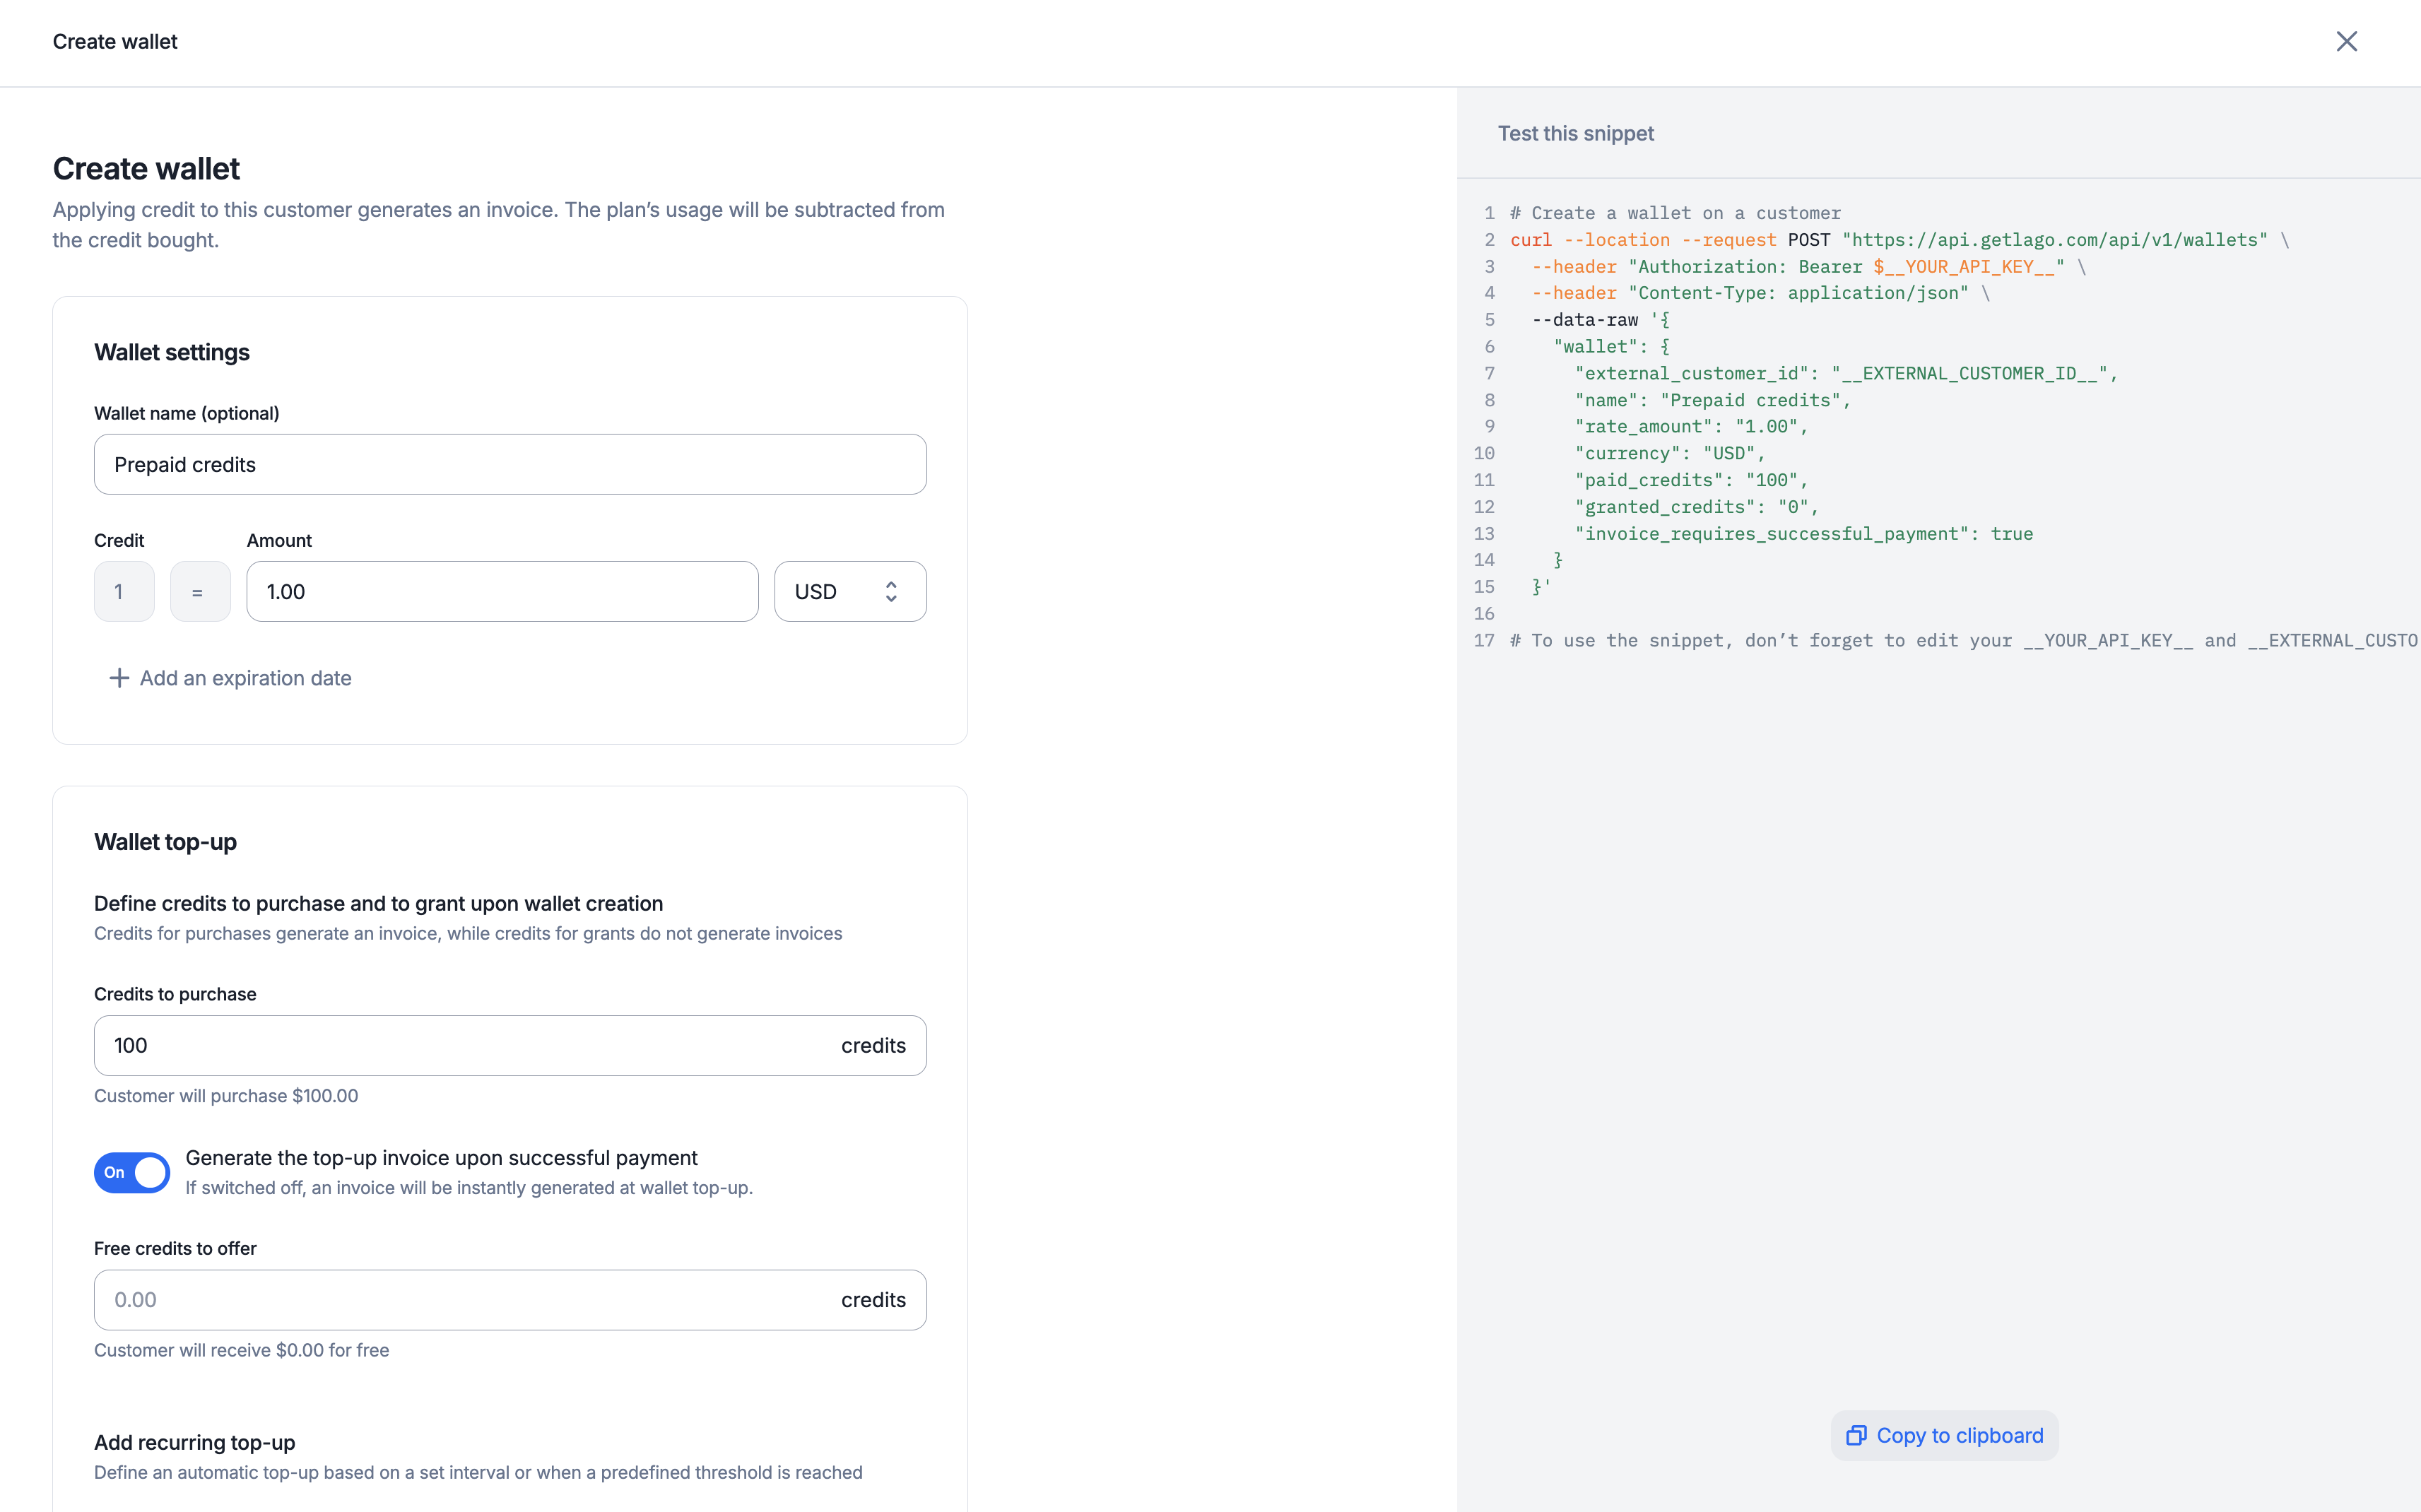 Create wallet
Create wallet
Applying credit to this customer generates an invoice. The plan’s usage will be subtracted from
the credit bought.
Wallet settings
Wallet name (optional)
Prepaid credits
Credit Amount
1 = 1.00 USD
Add an expiration date
Wallet top-up
Define credits to purchase and to grant upon wallet creation
Credits for purchases generate an invoice, while credits for grants do not generate invoices
Credits to purchase
100 credits
Customer will purchase $100.00
On Generate the top-up invoice upon successful payment
If switched off, an invoice will be instantly generated at wallet top-up.
Free credits to offer
0.00 credits
Customer will receive $0.00 for free
Add recurring top-up
Define an automatic top-up based on a set interval or when a predefined threshold is reached
Test this snippet
1 # Create a wallet on a customer
2 curl --location --request POST "https://api.getlago.com/api/v1/wallets" \
3 --header "Authorization: Bearer $__YOUR_API_KEY__" \
4 --header "Content-Type: application/json" \
5 --data-raw '{
6 "wallet": {
7 "external_customer_id": "__EXTERNAL_CUSTOMER_ID__",
8 "name": "Prepaid credits",
9 "rate_amount": "1.00",
10 "currency": "USD",
11 "paid_credits": "100",
12 "granted_credits": "0",
13 "invoice_requires_successful_payment": true
14 }
15 }'
16
17 # To use the snippet, don’t forget to edit your __YOUR_API_KEY__ and __EXTERNAL_CUSTO
Copy to clipboard